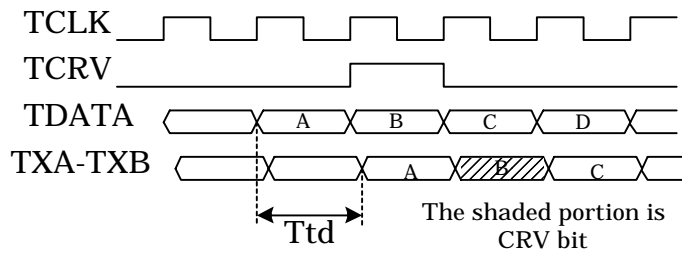 TCLK
TCRV
TDATA A B C D
TXA-TXB A B C
Ttd
The shaded portion is
CRV bit